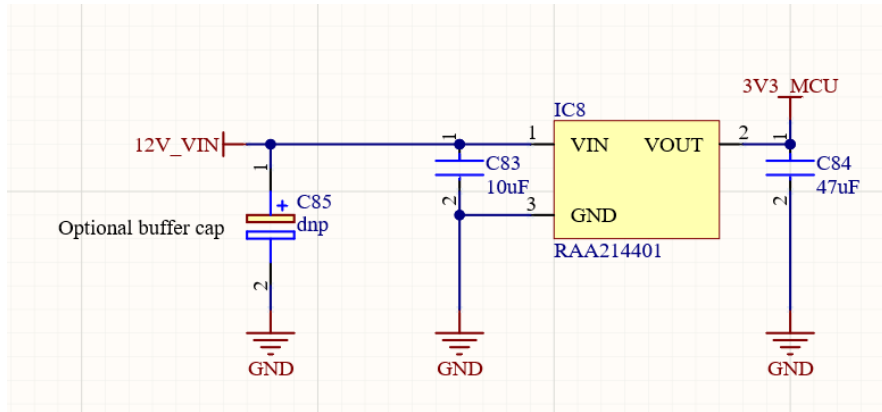 3V3_MCU
IC8
12V_VIN
1
1
1
VIN
VOUT
2
1
C83
10uF
C84
47uF
+
C85
dnp
Optional buffer cap
2
3
GND
2
RAA214401
2
GND
GND
GND